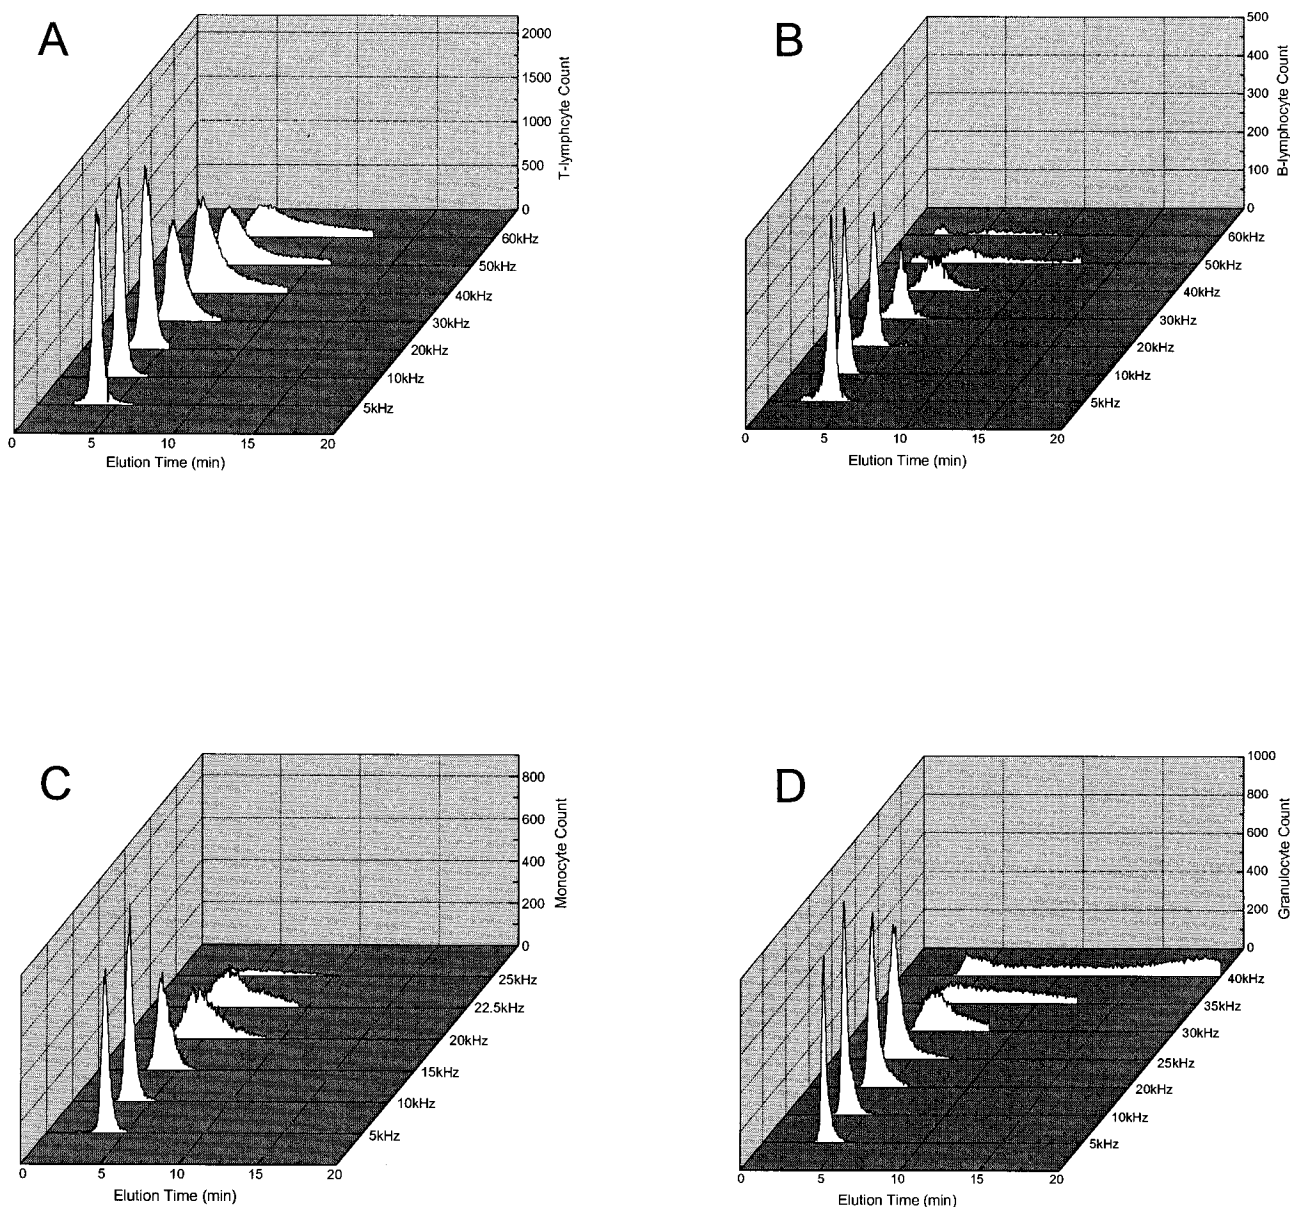 A
2000
1500
1000
500
0
T-lymphcyte Count
60kHz
50kHz
40kHz
30kHz
20kHz
10kHz
5kHz
0 5 10 15 20
Elution Time (min)
B
500
400
300
200
100
0
B-lymphocyte Count
60kHz
50kHz
40kHz
30kHz
20kHz
10kHz
5kHz
0 5 10 15 20
Elution Time (min)
C
800
600
400
200
0
Monocyte Count
25kHz
22.5kHz
20kHz
15kHz
10kHz
5kHz
0 5 10 15 20
Elution Time (min)
D
1000
800
600
400
200
0
Granulocyte Count
40kHz
35kHz
30kHz
25kHz
20kHz
10kHz
5kHz
0 5 10 15 20
Elution Time (min)